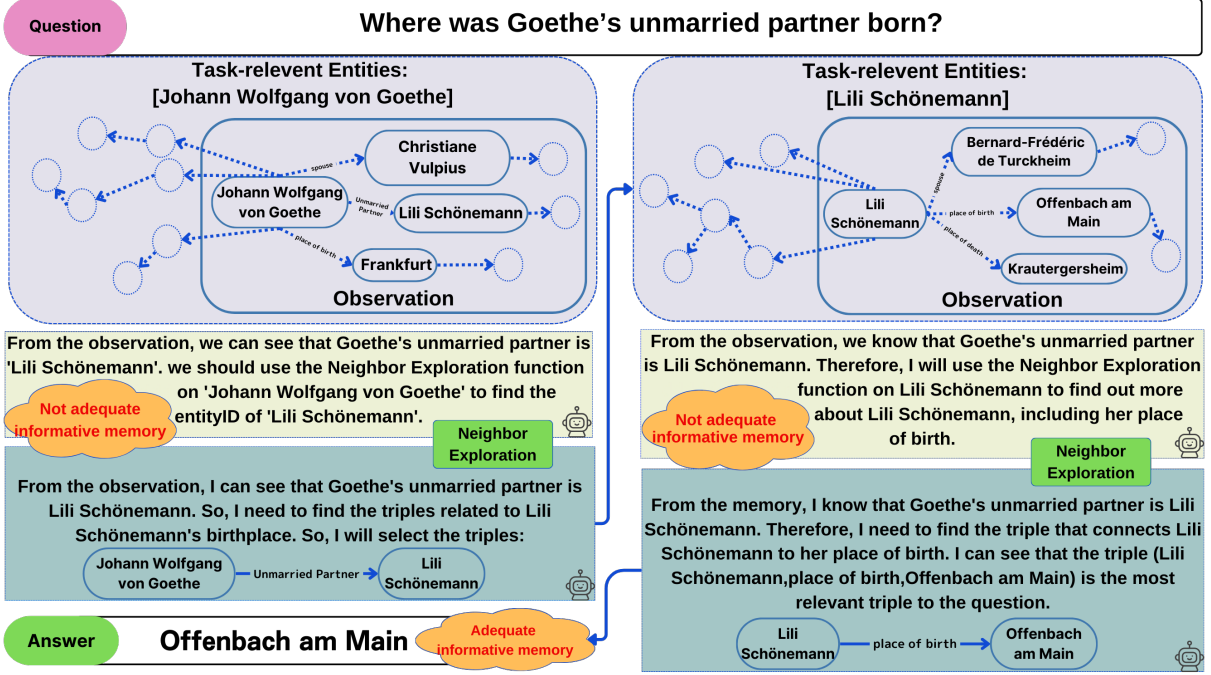 Question
Where was Goethe's unmarried partner born?
Task-relevent Entities:
[Johann Wolfgang von Goethe]
Christiane
Vulpius
spouse
Johann Wolfgang
von Goethe
Unmarried
Partner
Lili Schönemann
place of birth
Frankfurt
Observation
From the observation, we can see that Goethe's unmarried partner is
'Lili Schönemann'. we should use the Neighbor Exploration function
on 'Johann Wolfgang von Goethe' to find the
entityID of 'Lili Schönemann'.
Not adequate
informative memory
Neighbor
Exploration
From the observation, I can see that Goethe's unmarried partner is
Lili Schönemann. So, I need to find the triples related to Lili
Schönemann's birthplace. So, I will select the triples:
Johann Wolfgang
von Goethe
Unmarried Partner
Lili
Schönemann
Task-relevent Entities:
[Lili Schönemann]
Bernard-Frédéric
de Turckheim
spouse
Lili
Schönemann
place of birth
Offenbach am
Main
place of death
Krautergersheim
Observation
From the observation, we know that Goethe's unmarried partner
is Lili Schönemann. Therefore, I will use the Neighbor Exploration
function on Lili Schönemann to find out more
about Lili Schönemann, including her place
of birth.
Not adequate
informative memory
Neighbor
Exploration
From the memory, I know that Goethe's unmarried partner is Lili
Schönemann. Therefore, I need to find the triple that connects Lili
Schönemann to her place of birth. I can see that the triple (Lili
Schönemann,place of birth,Offenbach am Main) is the most
relevant triple to the question.
Lili
Schönemann
place of birth
Offenbach
am Main
Answer
Offenbach am Main
Adequate
informative memory